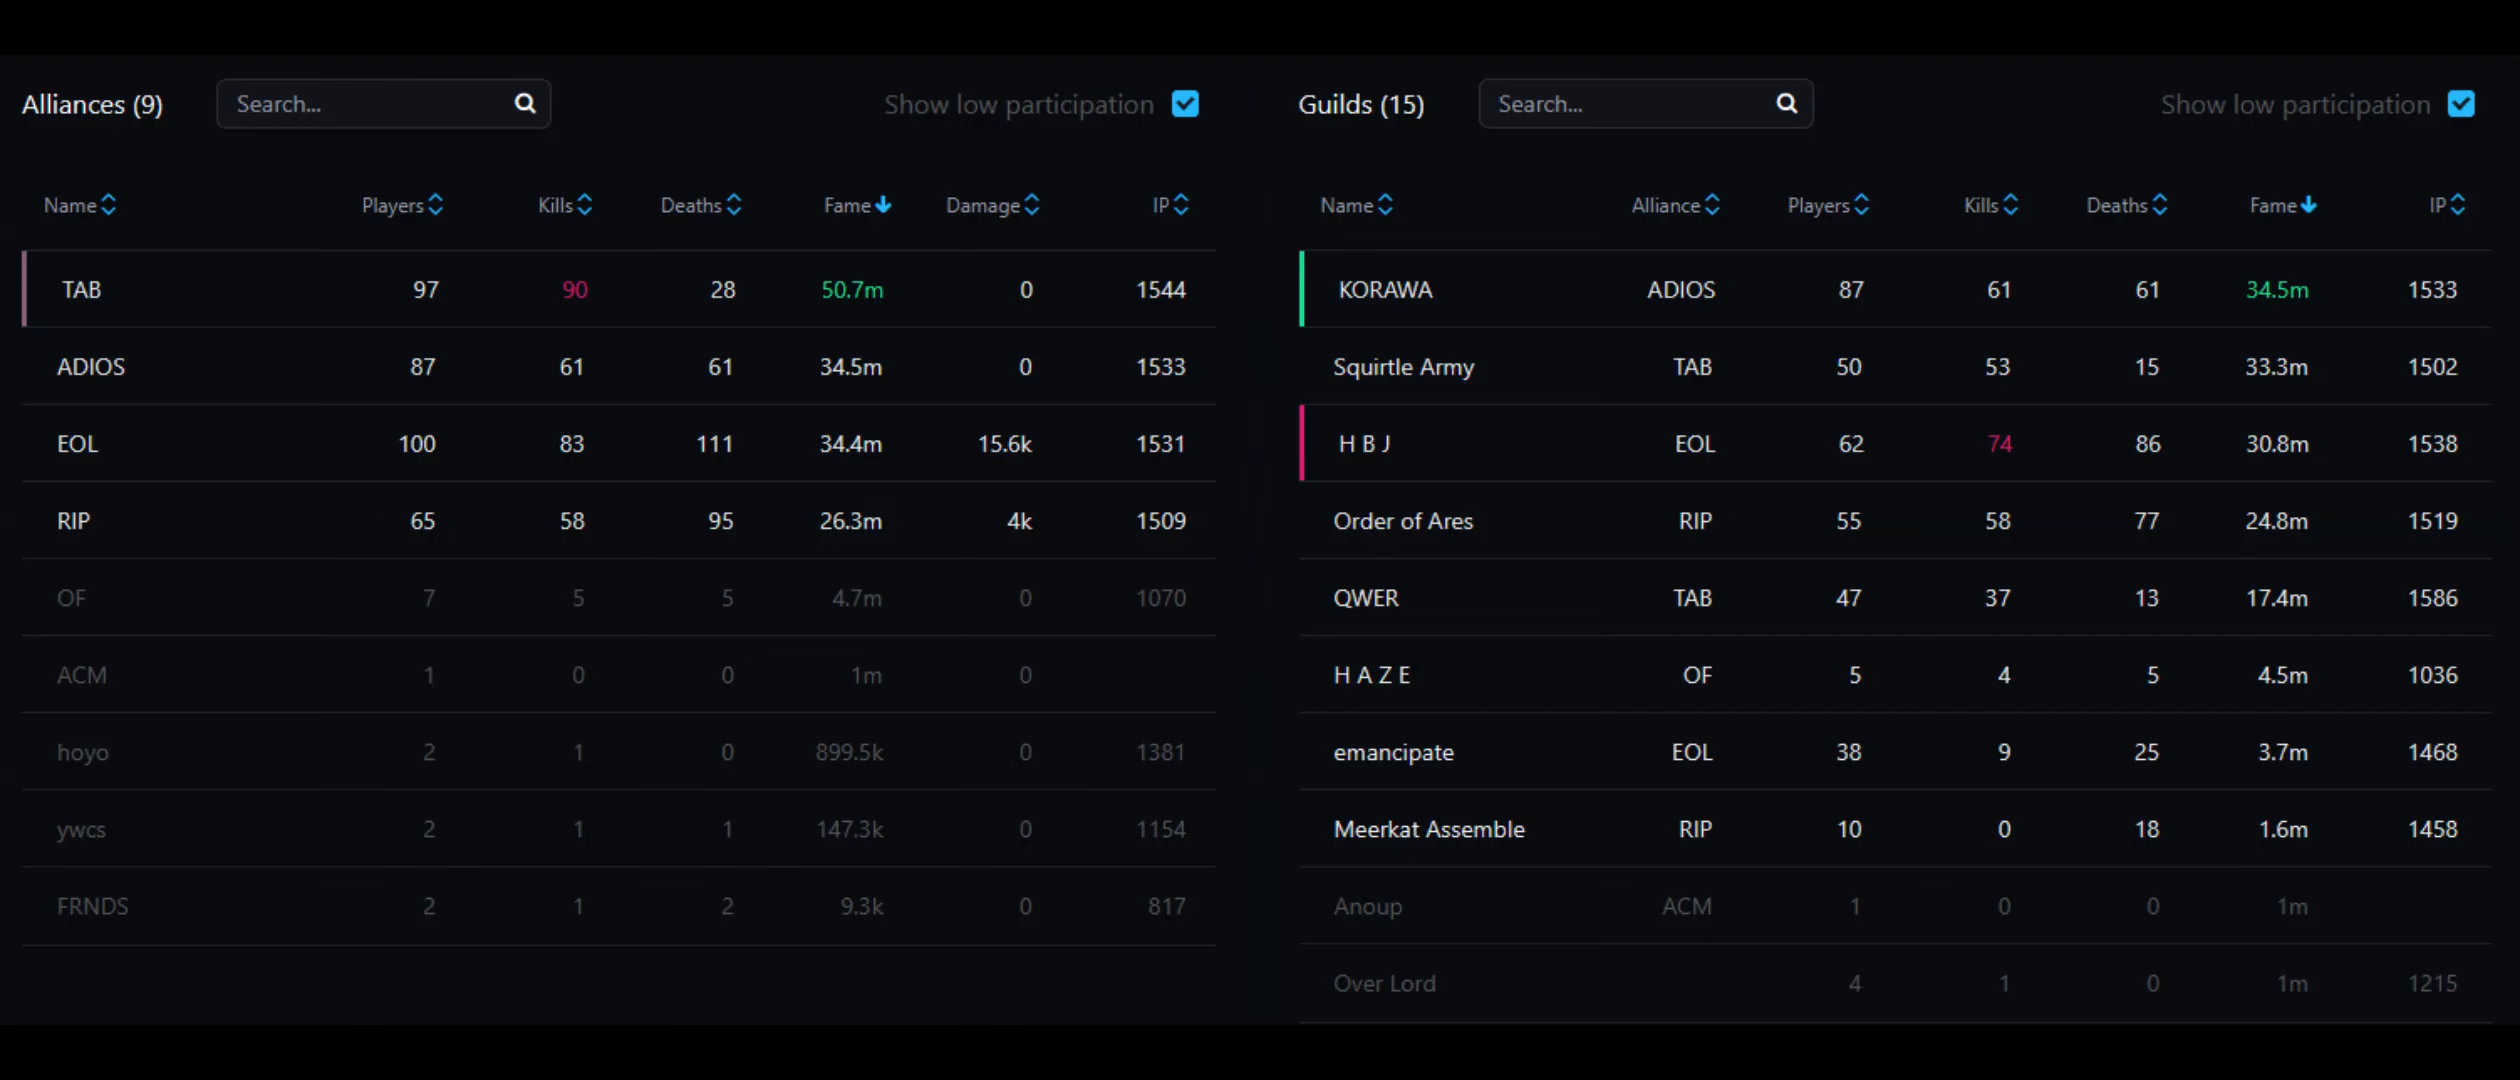 Alliances (9) Search... Show low participation
Name Players Kills Deaths Fame Damage IP
TAB 97 90 28 50.7m 0 1544
ADIOS 87 61 61 34.5m 0 1533
EOL 100 83 111 34.4m 15.6k 1531
RIP 65 58 95 26.3m 4k 1509
OF 7 5 5 4.7m 0 1070
ACM 1 0 0 1m 0
hoyo 2 1 0 899.5k 0 1381
ywcs 2 1 1 147.3k 0 1154
FRNDS 2 1 2 9.3k 0 817
Guilds (15) Search... Show low participation
Name Alliance Players Kills Deaths Fame IP
KORAWA ADIOS 87 61 61 34.5m 1533
Squirtle Army TAB 50 53 15 33.3m 1502
H B J EOL 62 74 86 30.8m 1538
Order of Ares RIP 55 58 77 24.8m 1519
QWER TAB 47 37 13 17.4m 1586
H A Z E OF 5 4 5 4.5m 1036
emancipate EOL 38 9 25 3.7m 1468
Meerkat Assemble RIP 10 0 18 1.6m 1458
Anoup ACM 1 0 0 1m
Over Lord 4 1 0 1m 1215